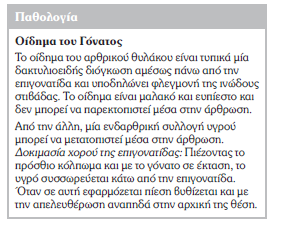 Παθολογία
Οίδημα του Γόνατος
Το οίδημα του αρθρικού θυλάκου είναι τυπικά μία
δακτυλιοειδής διόγκωση αμέσως πάνω από την
επιγονατίδα και υποδηλώνει φλεγμονή της ινώδους
στιβάδας. Το οίδημα είναι μαλακό και ευπίεστο και
δεν μπορεί να παρεκτοπιστεί μέσα στην άρθρωση.
Από την άλλη, μία ενδαρθρική συλλογή υγρού
μπορεί να μετατοπιστεί μέσα στην άρθρωση.
Δοκιμασία χορού της επιγονατίδας: Πιέζοντας το
πρόσθιο κόλπωμα και με το γόνατο σε έκταση, το
υγρό συσσωρεύεται κάτω από την επιγονατίδα.
Όταν σε αυτή εφαρμόζεται πίεση βυθίζεται και με
την απελευθέρωση αναπηδά στην αρχική της θέση.